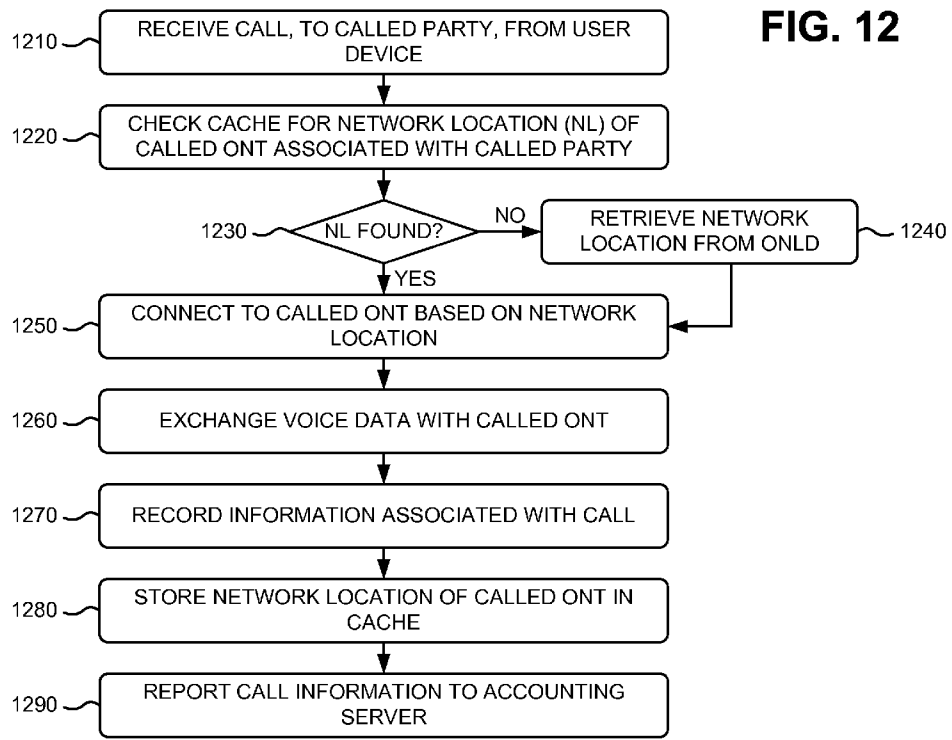 FIG. 12
1210
RECEIVE CALL, TO CALLED PARTY, FROM USER
DEVICE
1220
CHECK CACHE FOR NETWORK LOCATION (NL) OF
CALLED ONT ASSOCIATED WITH CALLED PARTY
1230
NL FOUND?
NO
RETRIEVE NETWORK
LOCATION FROM ONLD
1240
YES
1250
CONNECT TO CALLED ONT BASED ON NETWORK
LOCATION
1260
EXCHANGE VOICE DATA WITH CALLED ONT
1270
RECORD INFORMATION ASSOCIATED WITH CALL
1280
STORE NETWORK LOCATION OF CALLED ONT IN
CACHE
1290
REPORT CALL INFORMATION TO ACCOUNTING
SERVER